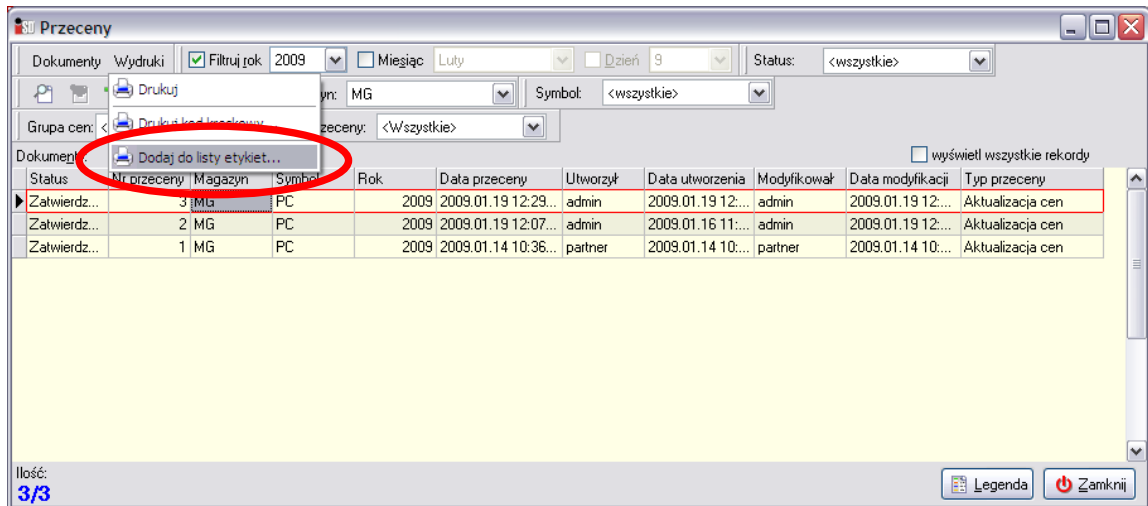 Przeceny
Dokumenty Wydruki Filtruj rok 2009 Miesiąc Luty Dzień 9 Status: <wszystkie>
Drukuj MG Symbol: <wszystkie>
Grupa cen: Drukuj kod kreskowy <Wszystkie>
Dodaj do listy etykiet... wyświetl wszystkie rekordy
Status Nr przeceny Magazyn Symbol Rok Data przeceny Utworzył Data utworzenia Modyfikował Data modyfikacji Typ przeceny
Zatwierdz... 3 MG PC 2009 2009.01.19 12:29... admin 2009.01.19 12:... admin 2009.01.19 12:... Aktualizacja cen
Zatwierdz... 2 MG PC 2009 2009.01.19 12:07... admin 2009.01.16 11:... admin 2009.01.19 12:... Aktualizacja cen
Zatwierdz... 1 MG PC 2009 2009.01.14 10:36... partner 2009.01.14 10:... partner 2009.01.14 10:... Aktualizacja cen
Ilość:
3/3
Legenda Zamknij